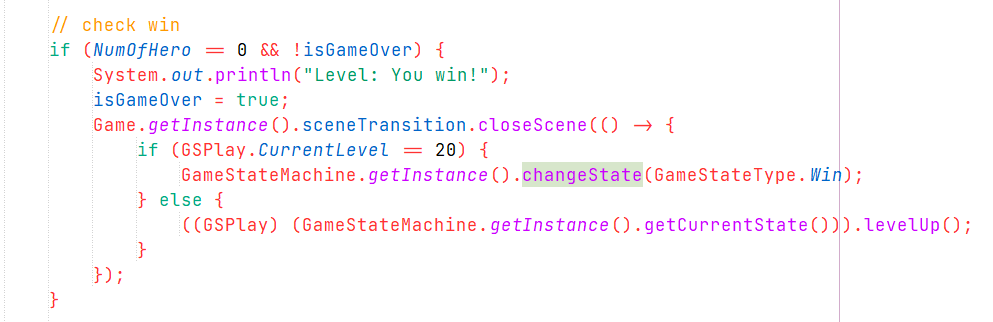 // check win
if (NumOfHero == 0 && !isGameOver) {
System.out.println("Level: You win!");
isGameOver = true;
Game.getInstance().sceneTransition.closeScene(() -> {
if (GSPlay.CurrentLevel == 20) {
GameStateMachine.getInstance().changeState(GameStateType.Win);
} else {
((GSPlay) (GameStateMachine.getInstance().getCurrentState())).levelUp();
}
});
}